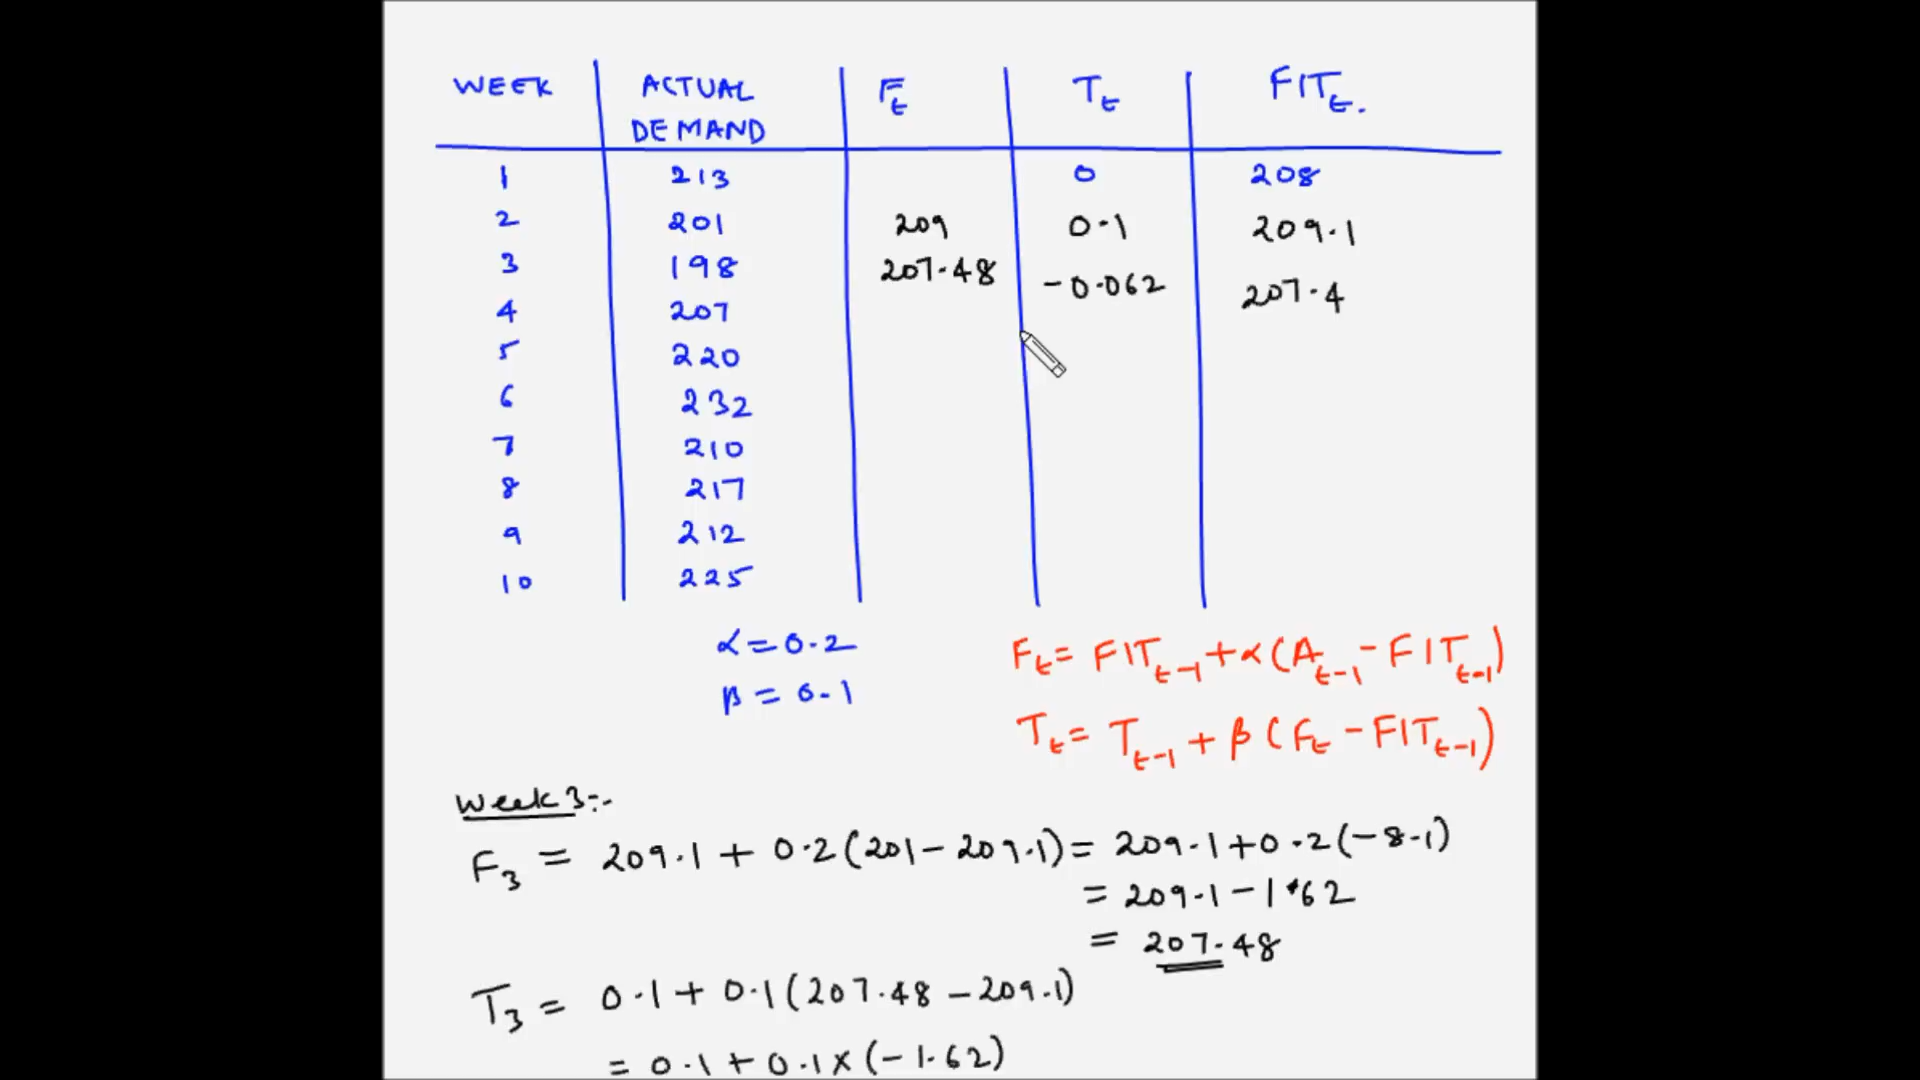 WEEK ACTUAL DEMAND Ft Tt FITt.
1 213 0 208
2 201 209 0.1 209.1
3 198 207.48 -0.062 207.4
4 207
5 220
6 232
7 210
8 217
9 212
10 225
α = 0.2
β = 0.1
Ft = FITt-1 + α (At-1 - FITt-1)
Tt = Tt-1 + β (Ft - FITt-1)
Week 3:-
F3 = 209.1 + 0.2 (201 - 209.1) = 209.1 + 0.2 (-8.1)
= 209.1 - 1.62
= 207.48
T3 = 0.1 + 0.1 (207.48 - 209.1)
= 0.1 + 0.1 x (-1.62)